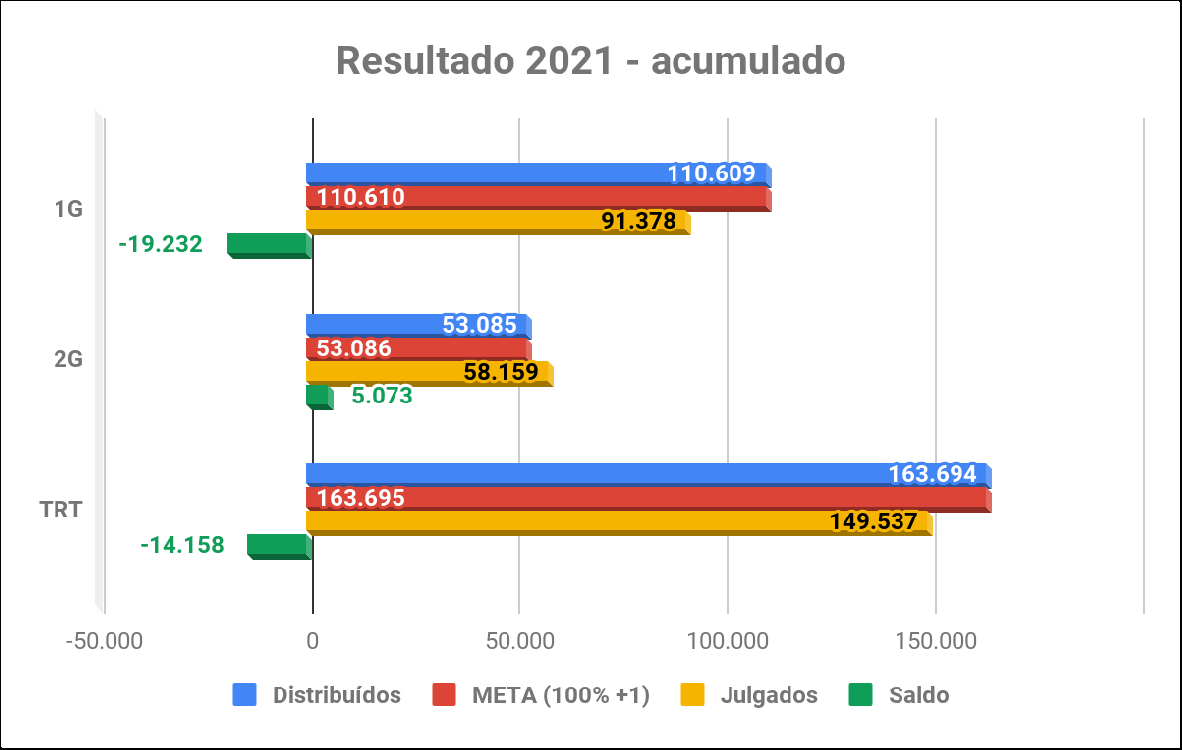 Resultado 2021 - acumulado
1G
110.609
110.610
91.378
-19.232
2G
53.085
53.086
58.159
5.073
TRT
163.694
163.695
149.537
-14.158
-50.000 0 50.000 100.000 150.000
Distribuídos META (100% +1) Julgados Saldo